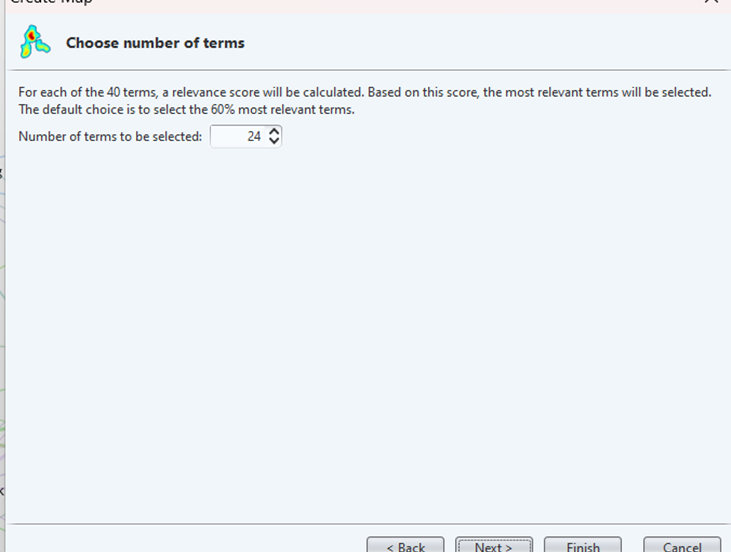 Create Map
Choose number of terms
For each of the 40 terms, a relevance score will be calculated. Based on this score, the most relevant terms will be selected.
The default choice is to select the 60% most relevant terms.
Number of terms to be selected: 24
< Back Next > Finish Cancel